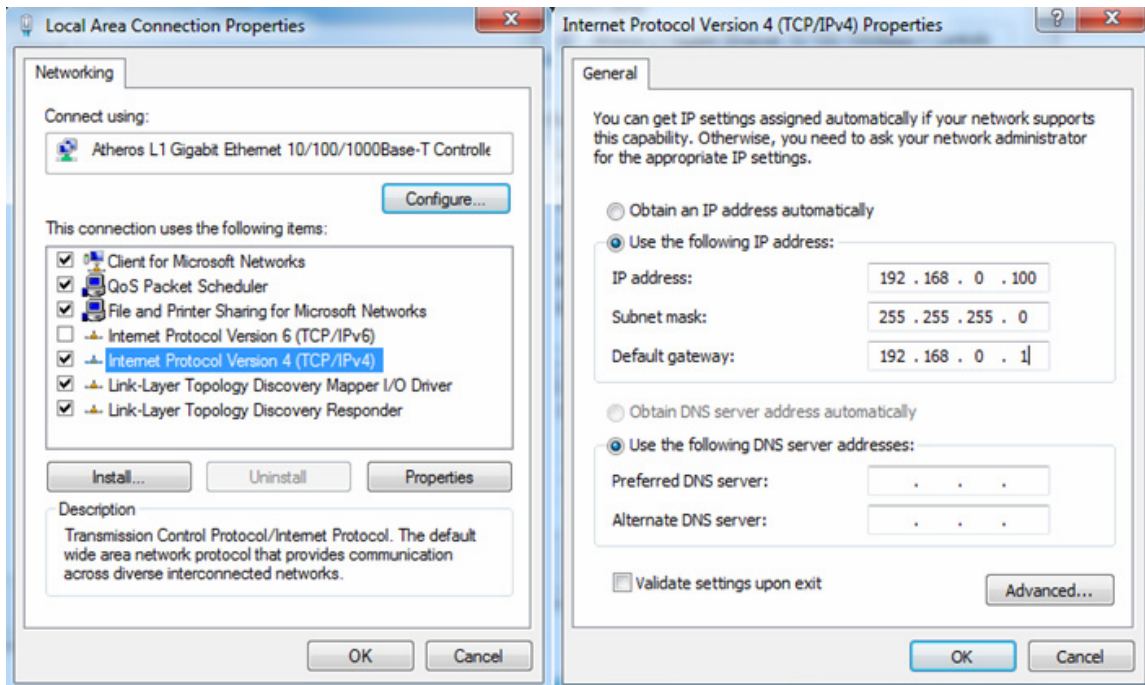 Local Area Connection Properties
Networking
Connect using:
Atheros L1 Gigabit Ethernet 10/100/1000Base-T Controlle
Configure...
This connection uses the following items:
Client for Microsoft Networks
QoS Packet Scheduler
File and Printer Sharing for Microsoft Networks
Internet Protocol Version 6 (TCP/IPv6)
Internet Protocol Version 4 (TCP/IPv4)
Link-Layer Topology Discovery Mapper I/O Driver
Link-Layer Topology Discovery Responder
Install...
Uninstall
Properties
Description
Transmission Control Protocol/Internet Protocol. The default
wide area network protocol that provides communication
across diverse interconnected networks.
OK
Cancel
Internet Protocol Version 4 (TCP/IPv4) Properties
General
You can get IP settings assigned automatically if your network supports
this capability. Otherwise, you need to ask your network administrator
for the appropriate IP settings.
Obtain an IP address automatically
Use the following IP address:
IP address: 192 . 168 . 0 . 100
Subnet mask: 255 . 255 . 255 . 0
Default gateway: 192 . 168 . 0 . 1
Obtain DNS server address automatically
Use the following DNS server addresses:
Preferred DNS server: . . .
Alternate DNS server: . . .
Validate settings upon exit
Advanced...
OK
Cancel